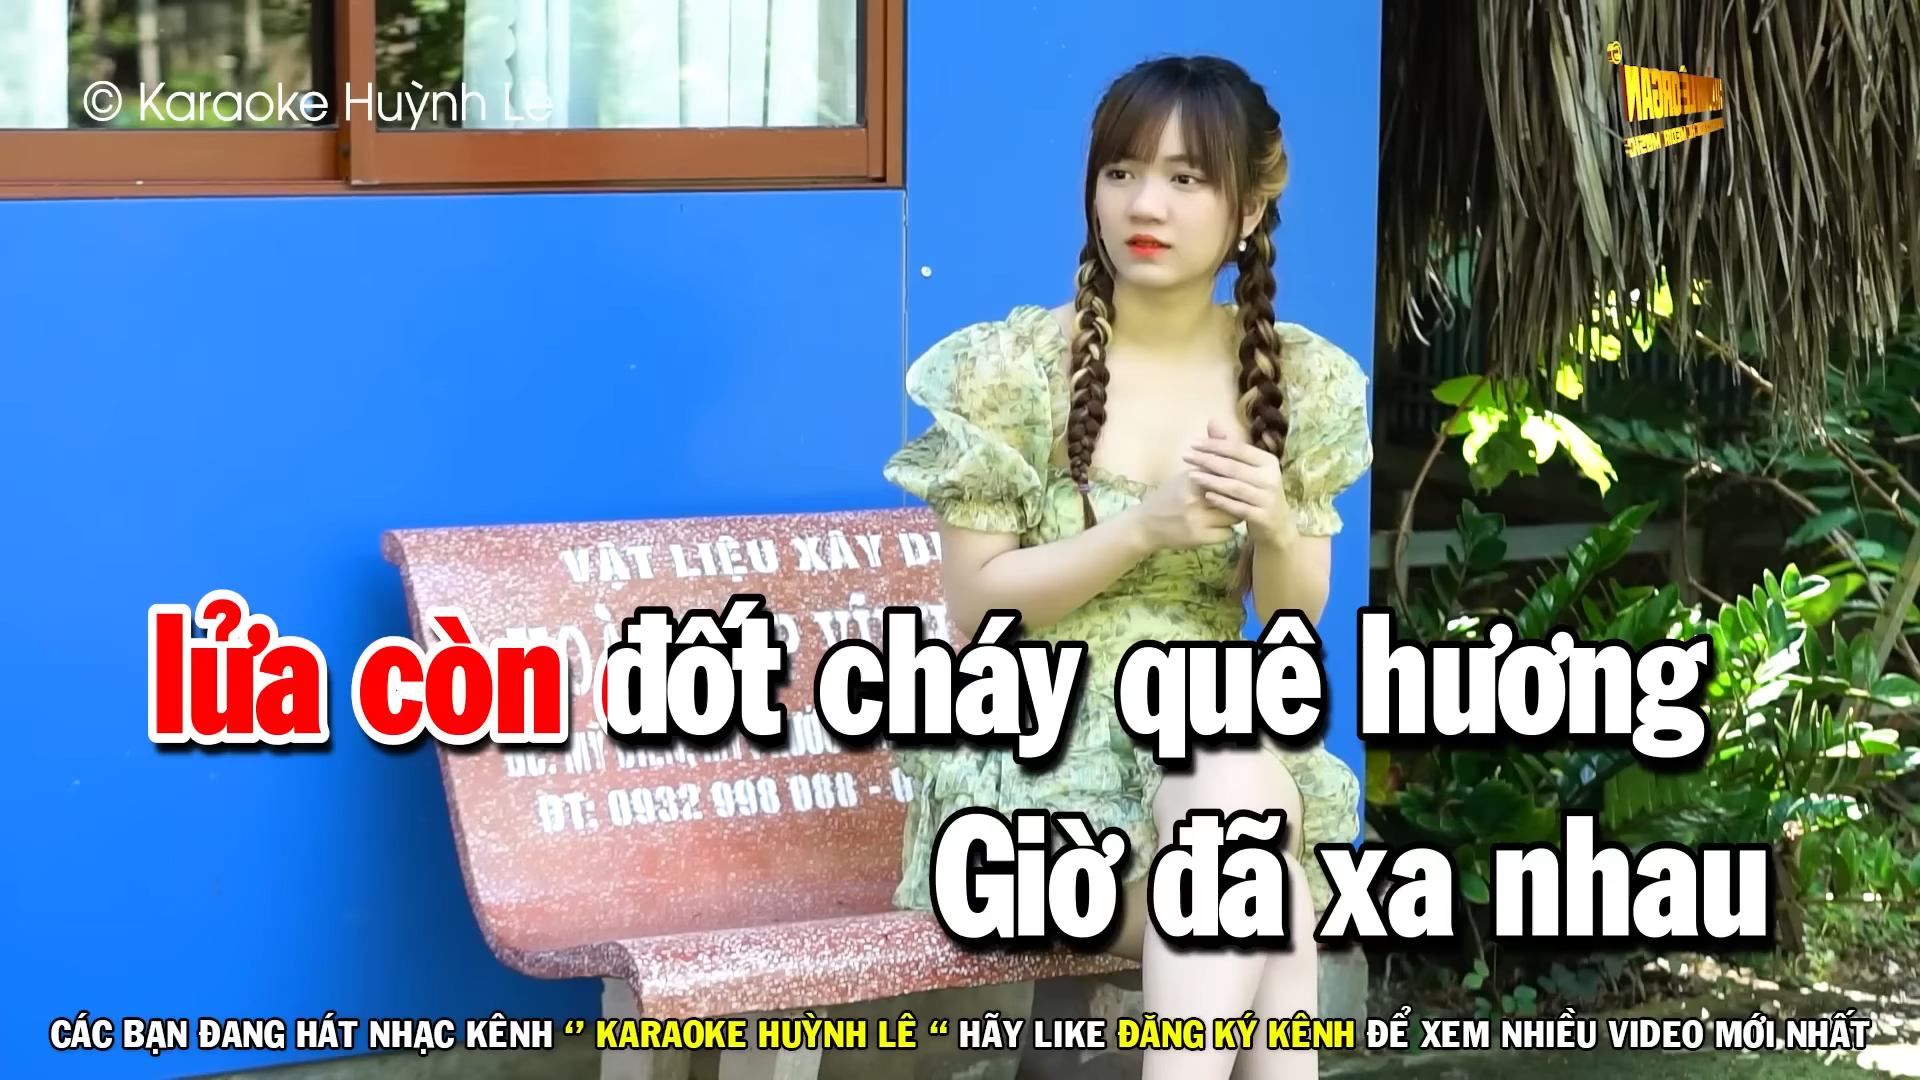 © Karaoke Huỳnh Lê
VẬT LIỆU XÂY
lửa còn đốt cháy quê hương
ĐT: 0932 998 088 - 0
Giờ đã xa nhau
CÁC BẠN ĐANG HÁT NHẠC KÊNH ‘’ KARAOKE HUỲNH LÊ “ HÃY LIKE ĐĂNG KÝ KÊNH ĐỂ XEM NHIỀU VIDEO MỚI NHẤT